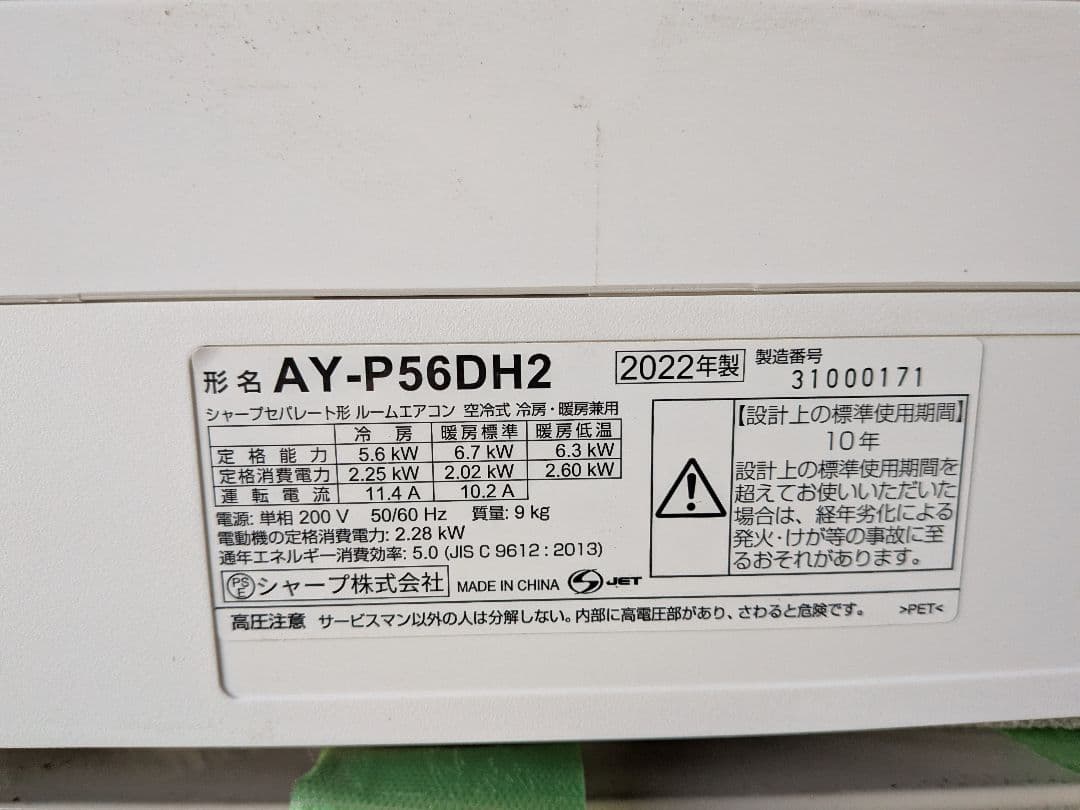 形名 AY-P56DH2 2022年製 製造番号 31000171
シャープセパレート形 ルームエアコン 空冷式 冷房・暖房兼用
冷房 暖房標準 暖房低温
定格能力 5.6 kW 6.7 kW 6.3 kW
定格消費電力 2.25 kW 2.02 kW 2.60 kW
運転電流 11.4 A 10.2 A
電源: 単相 200 V 50/60 Hz 質量: 9 kg
電動機の定格消費電力: 2.28 kW
通年エネルギー消費効率: 5.0 (JIS C 9612 : 2013)
PSE シャープ株式会社 MADE IN CHINA S JET
【設計上の標準使用期間】
10年
設計上の標準使用期間を
超えてお使いいただいた
場合は、経年劣化による
発火・けが等の事故に至
るおそれがあります。
高圧注意 サービスマン以外の人は分解しない。内部に高電圧部があり、さわると危険です。 >PET<